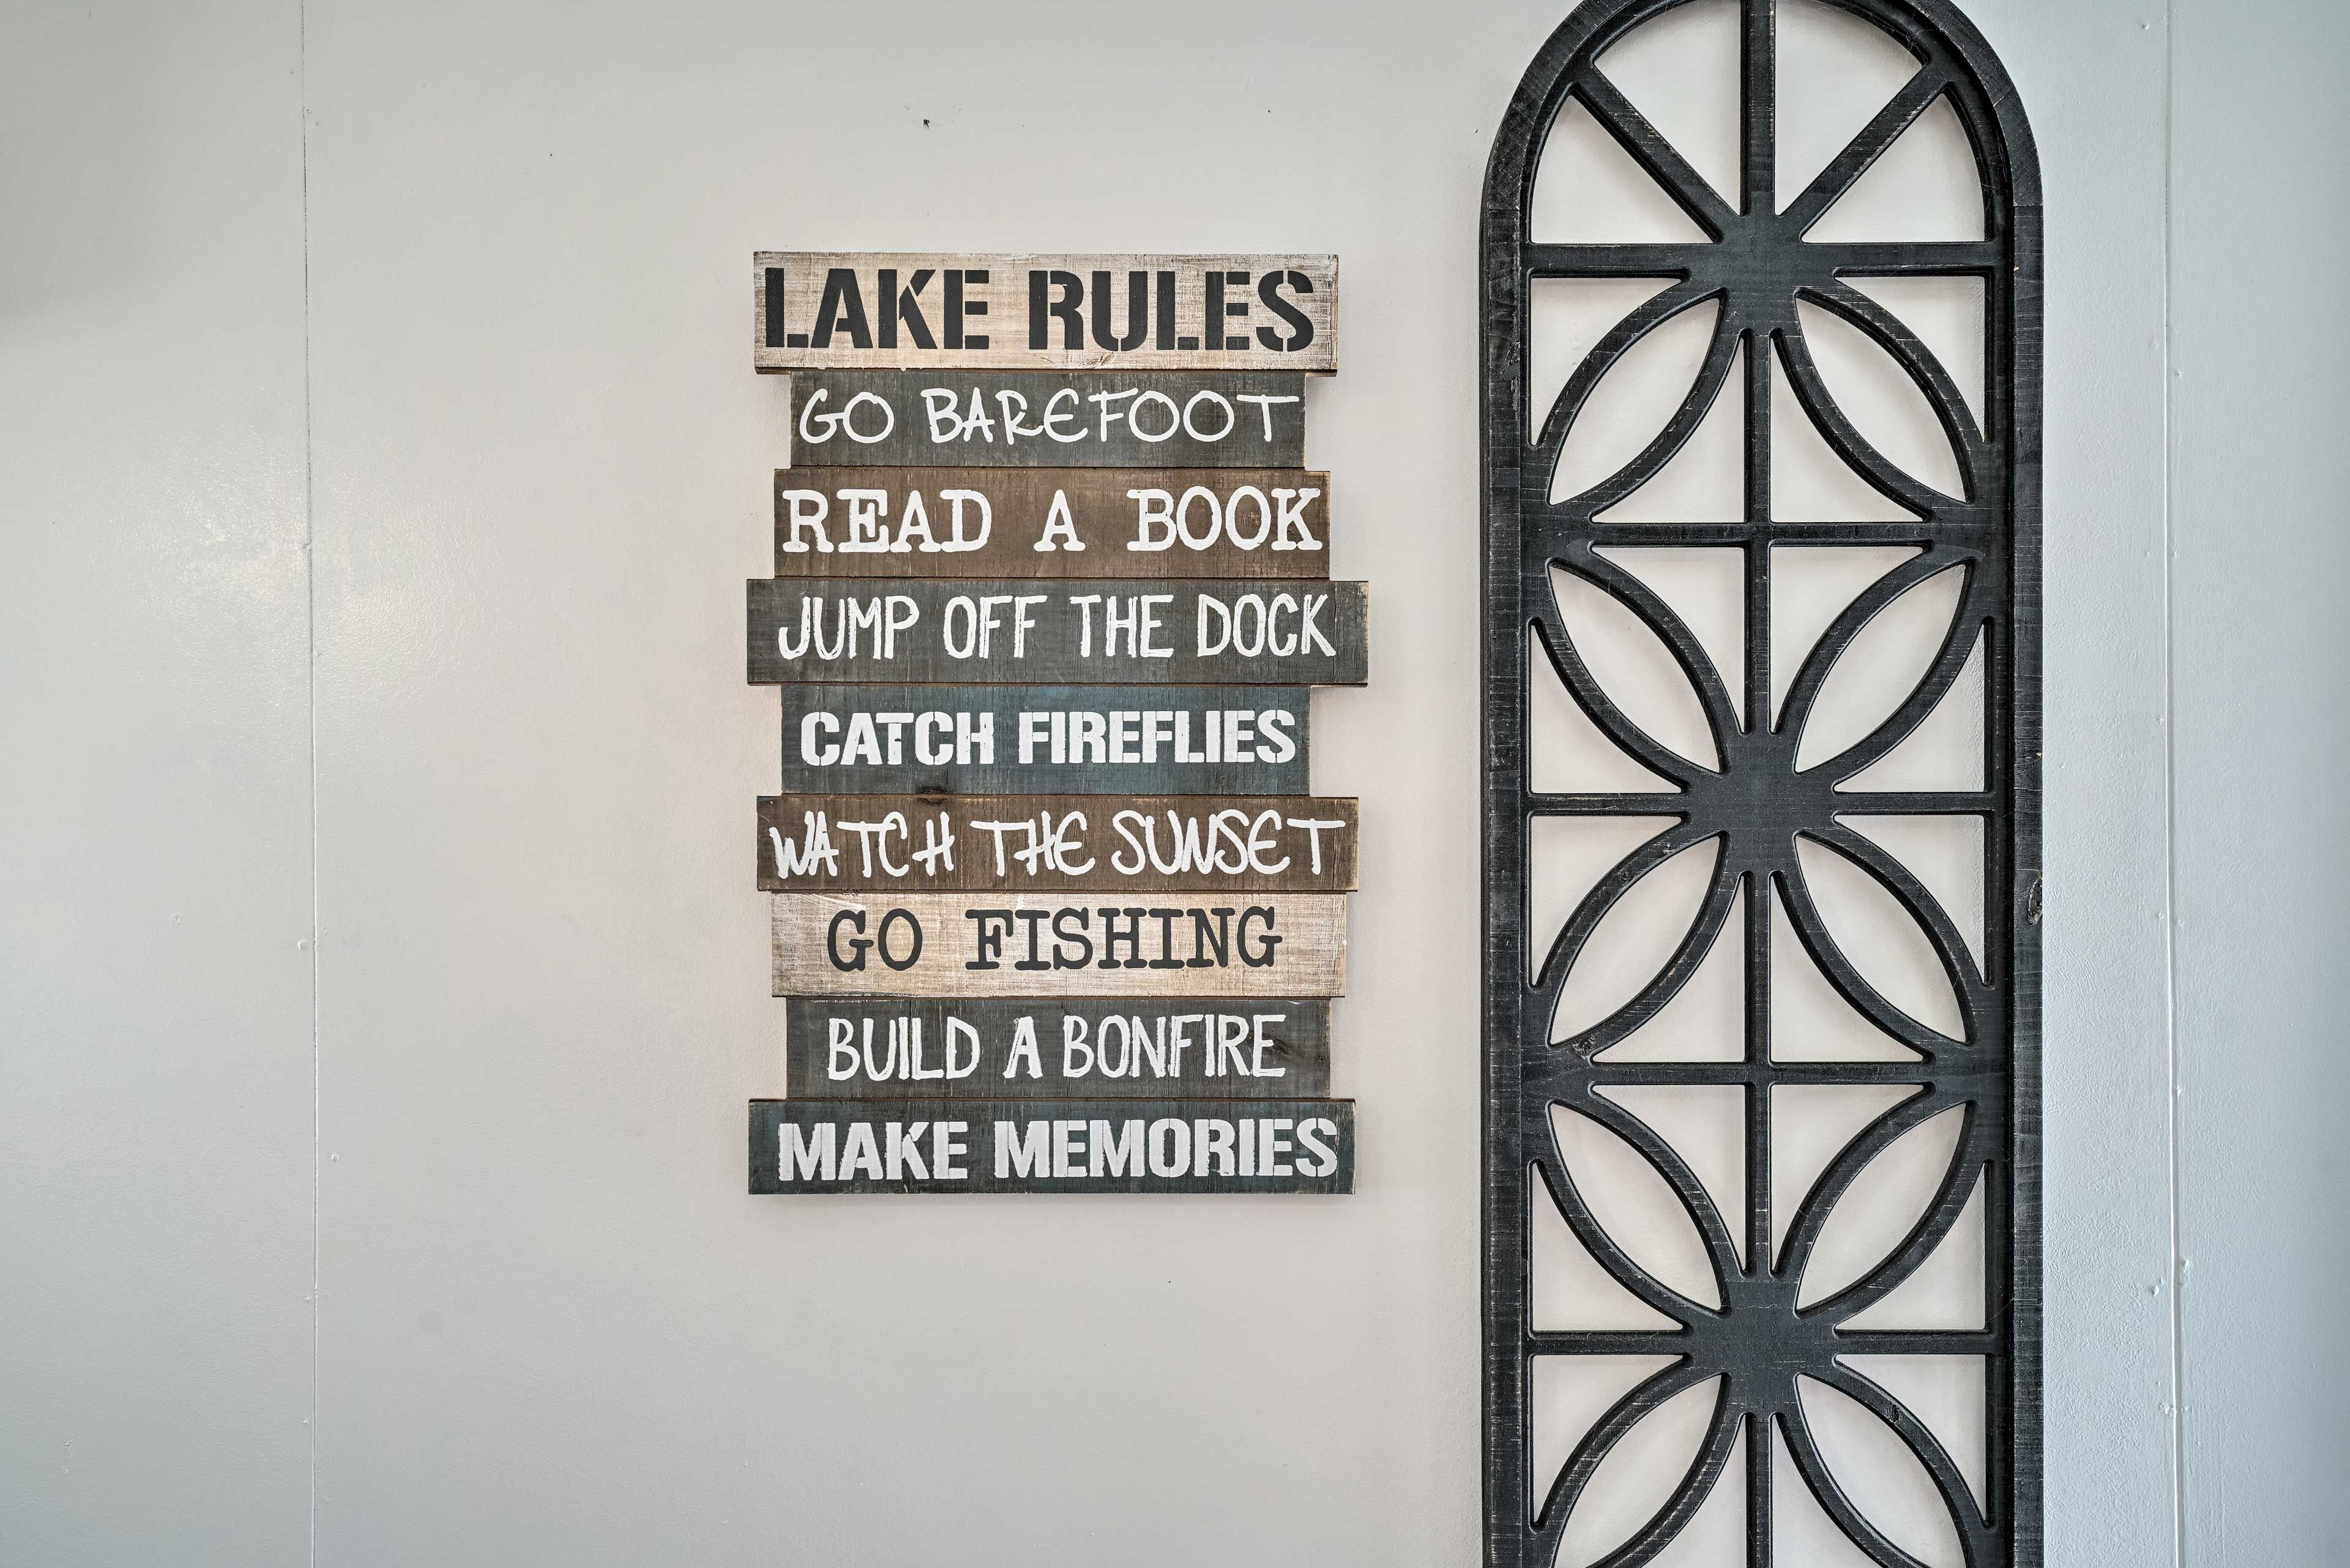 LAKE RULES
GO BAREFOOT
READ A BOOK
JUMP OFF THE DOCK
CATCH FIREFLIES
WATCH THE SUNSET
GO FISHING
BUILD A BONFIRE
MAKE MEMORIES